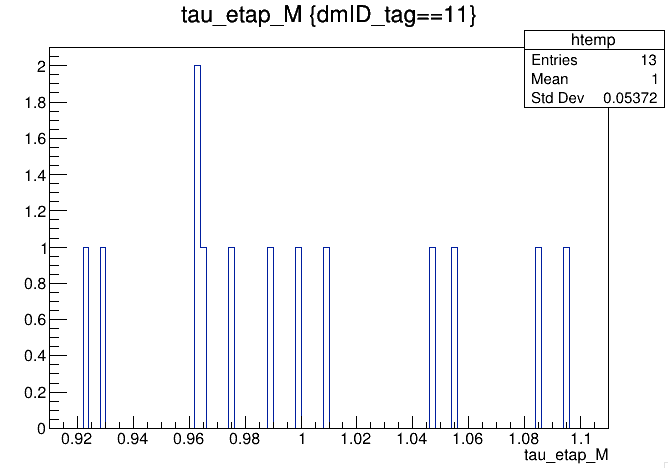 tau_etap_M {dmID_tag==11}
htemp
Entries 13
Mean 1
Std Dev 0.05372
2
1.8
1.6
1.4
1.2
1
0.8
0.6
0.4
0.2
0
0.92 0.94 0.96 0.98 1 1.02 1.04 1.06 1.08 1.1
tau_etap_M